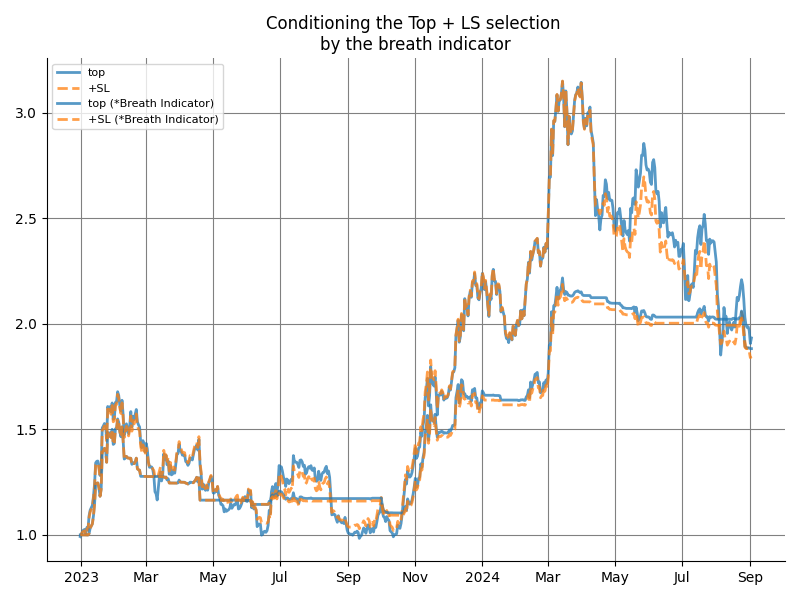 Conditioning the Top + LS selection
by the breath indicator
top
+SL
top (*Breath Indicator)
+SL (*Breath Indicator)
3.0
2.5
2.0
1.5
1.0
2023 Mar May Jul Sep Nov 2024 Mar May Jul Sep